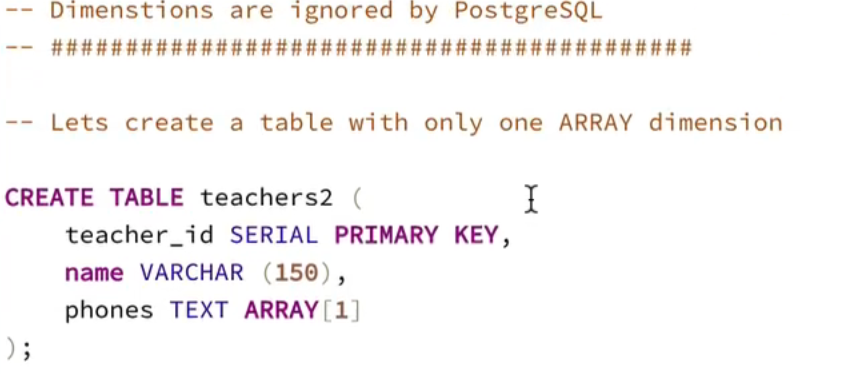 -- Dimenstions are ignored by PostgreSQL
-- ###########################################
-- Lets create a table with only one ARRAY dimension
CREATE TABLE teachers2 (
    teacher_id SERIAL PRIMARY KEY,
    name VARCHAR (150),
    phones TEXT ARRAY[1]
);